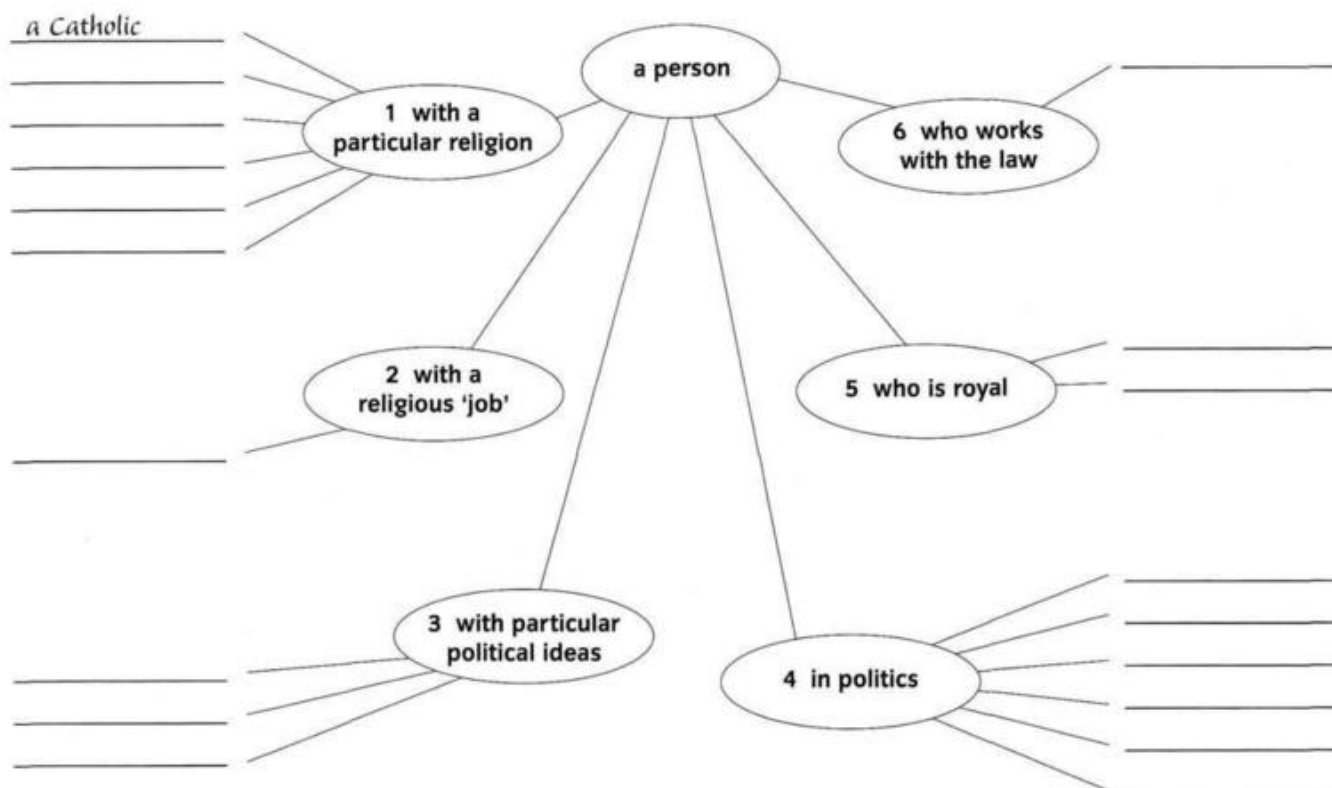 a Catholic
a person
1 with a
particular religion
6 who works
with the law
2 with a
religious 'job'
5 who is royal
3 with particular
political ideas
4 in politics